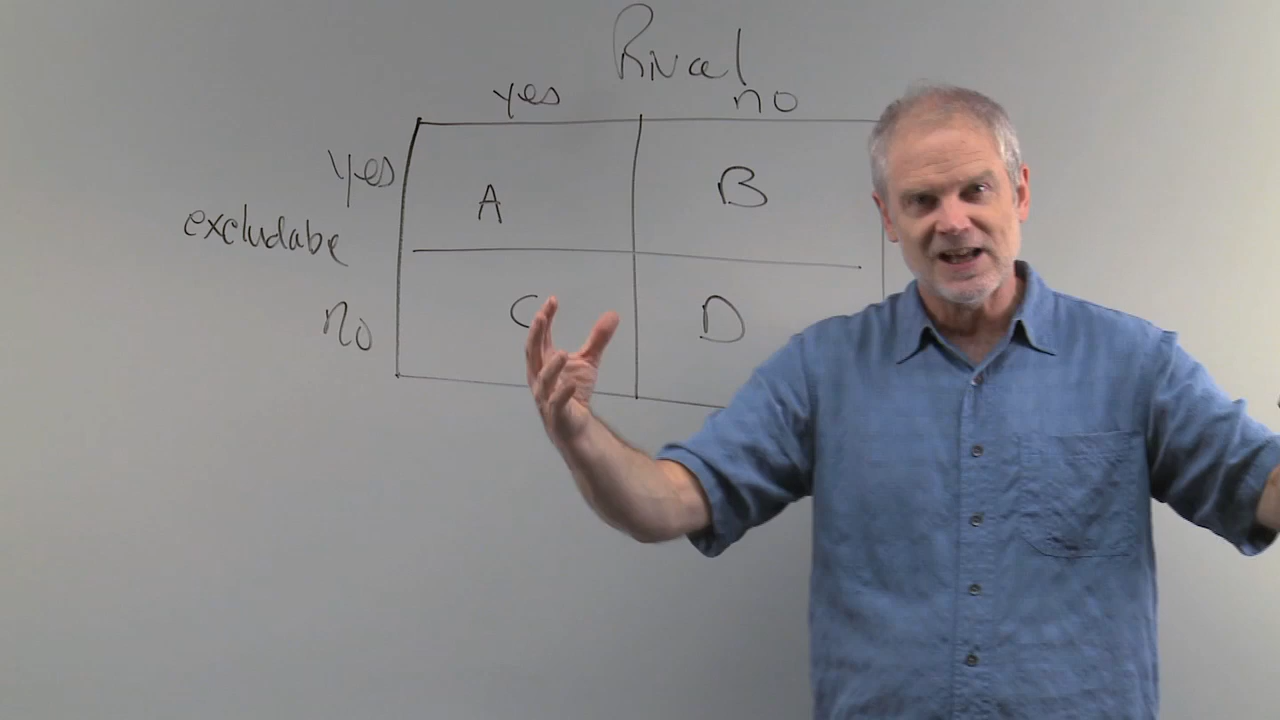 Rival
yes no
yes
A B
excludabe
no
C D